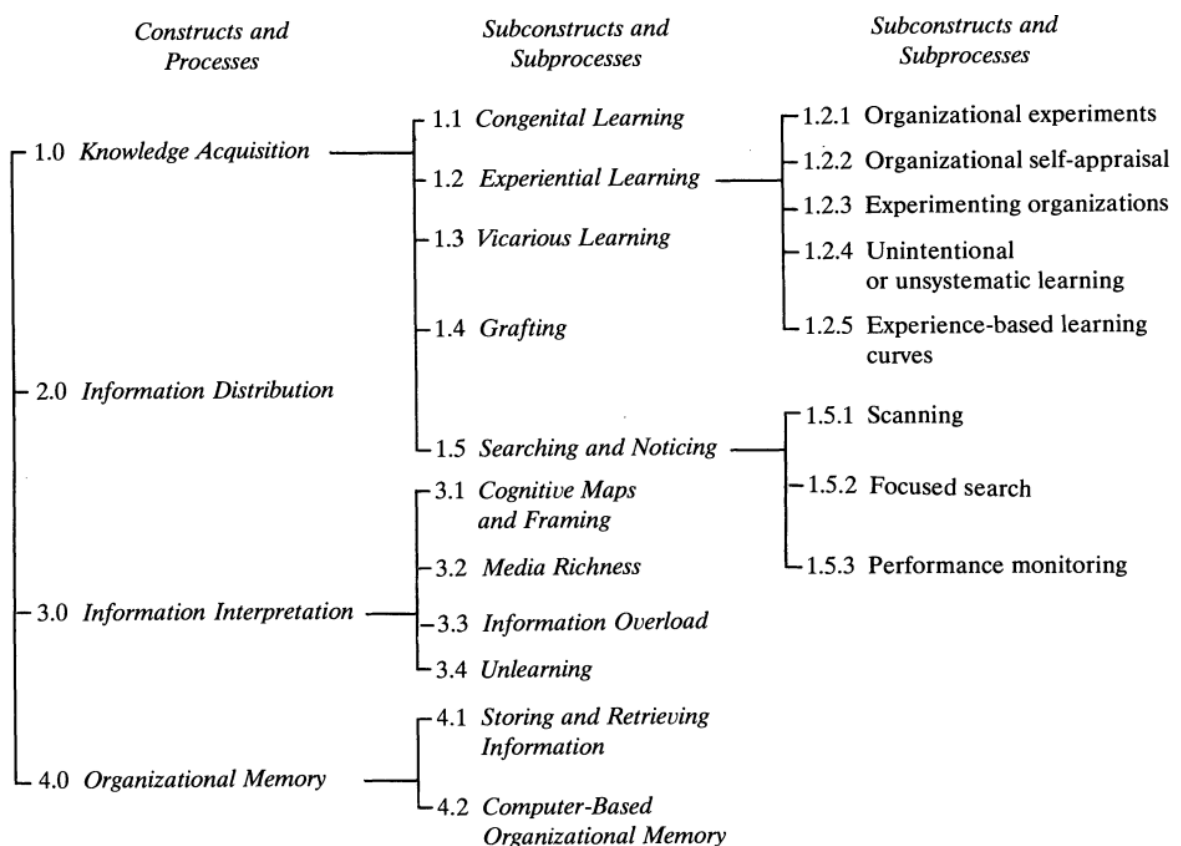 Constructs and
Processes
Subconstructs and
Subprocesses
Subconstructs and
Subprocesses
1.0 Knowledge Acquisition
1.1 Congenital Learning
1.2 Experiential Learning
1.2.1 Organizational experiments
1.2.2 Organizational self-appraisal
1.2.3 Experimenting organizations
1.2.4 Unintentional
or unsystematic learning
1.2.5 Experience-based learning
curves
1.3 Vicarious Learning
1.4 Grafting
1.5 Searching and Noticing
1.5.1 Scanning
1.5.2 Focused search
1.5.3 Performance monitoring
2.0 Information Distribution
3.0 Information Interpretation
3.1 Cognitive Maps
and Framing
3.2 Media Richness
3.3 Information Overload
3.4 Unlearning
4.0 Organizational Memory
4.1 Storing and Retrieving
Information
4.2 Computer-Based
Organizational Memory